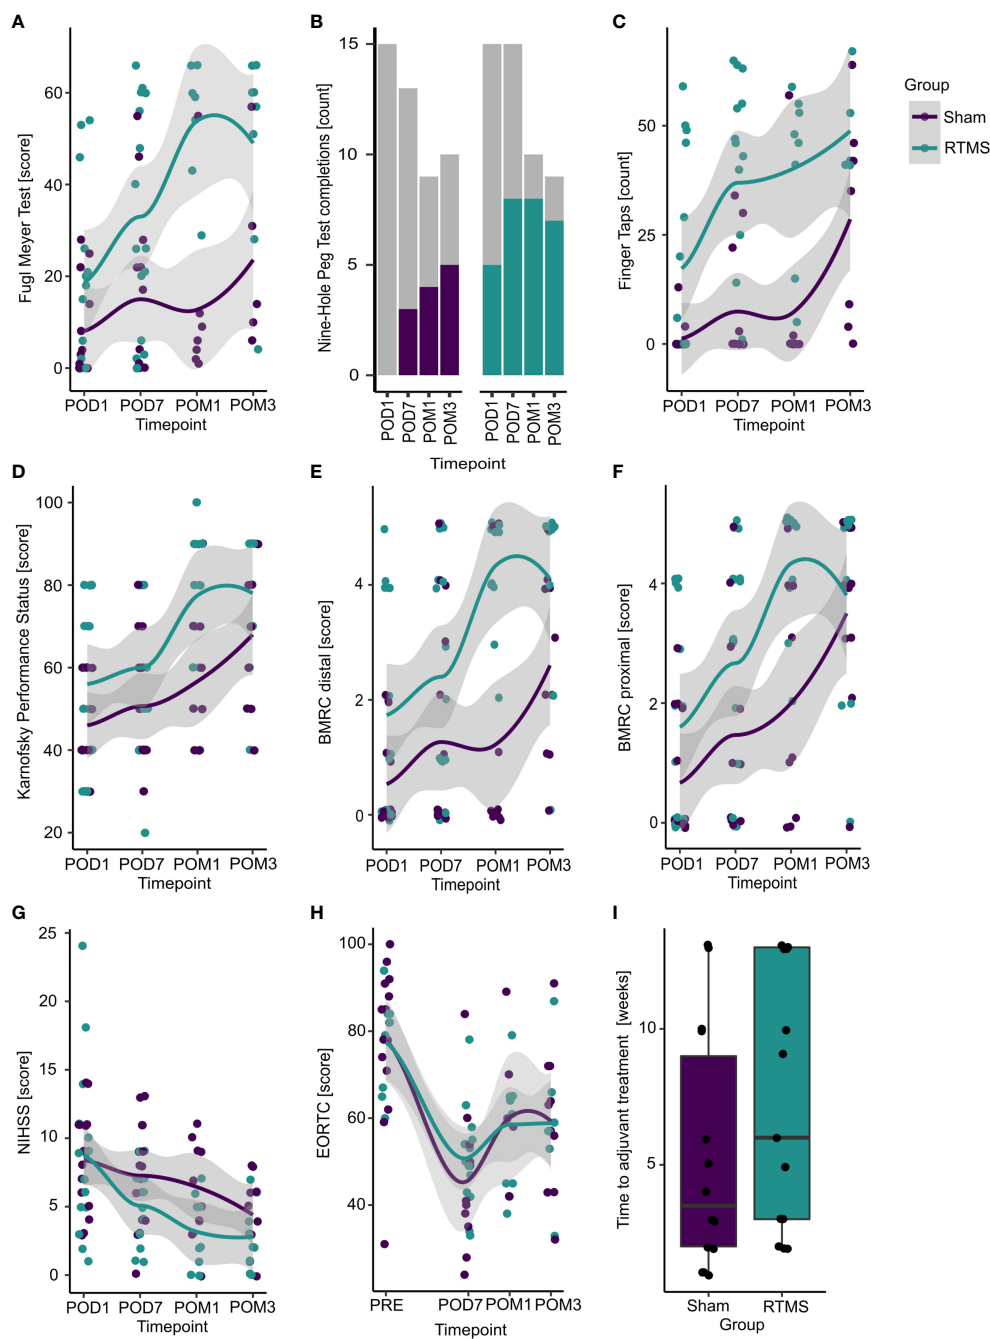 A
Fugl Meyer Test [score]
60
40
20
0
POD1 POD7 POM1 POM3
Timepoint
B
Nine-Hole Peg Test completions [count]
15
10
5
0
POD1 POD7 POM1 POM3 POD1 POD7 POM1 POM3
Timepoint
C
Finger Taps [count]
50
25
0
POD1 POD7 POM1 POM3
Timepoint
Group
Sham
RTMS
D
Karnofsky Performance Status [score]
100
80
60
40
20
POD1 POD7 POM1 POM3
Timepoint
E
BMRC distal [score]
4
2
0
POD1 POD7 POM1 POM3
Timepoint
F
BMRC proximal [score]
4
2
0
POD1 POD7 POM1 POM3
Timepoint
G
NIHSS [score]
25
20
15
10
5
0
POD1 POD7 POM1 POM3
Timepoint
H
EORTC [score]
100
80
60
40
PRE POD7 POM1 POM3
Timepoint
I
Time to adjuvant treatment [weeks]
10
5
Sham RTMS
Group